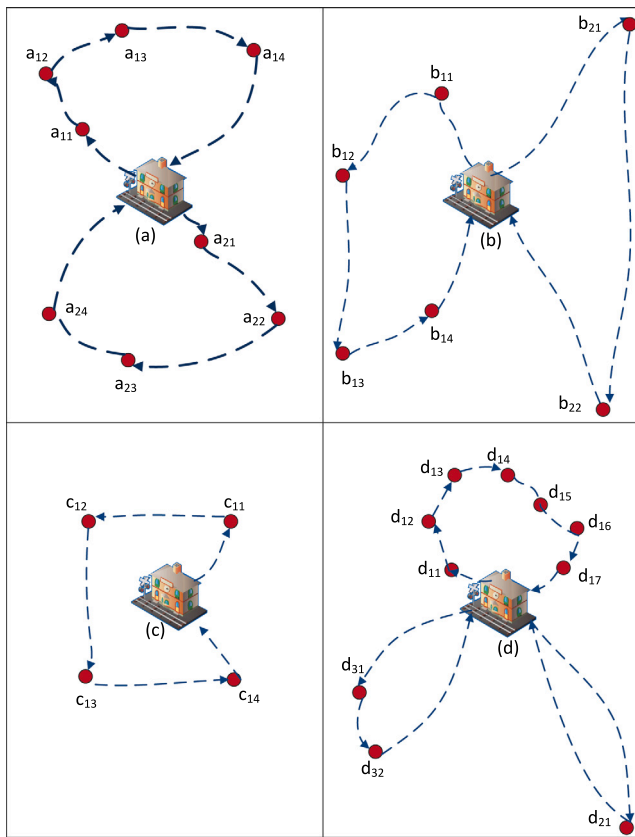 a₁₂
a₁₃
a₁₄
a₁₁
(a)
a₂₁
a₂₄
a₂₂
a₂₃
b₂₁
b₁₁
b₁₂
(b)
b₁₄
b₁₃
b₂₂
c₁₂
c₁₁
(c)
c₁₃
c₁₄
d₁₄
d₁₃
d₁₅
d₁₂
d₁₆
d₁₁
d₁₇
(d)
d₃₁
d₃₂
d₂₁